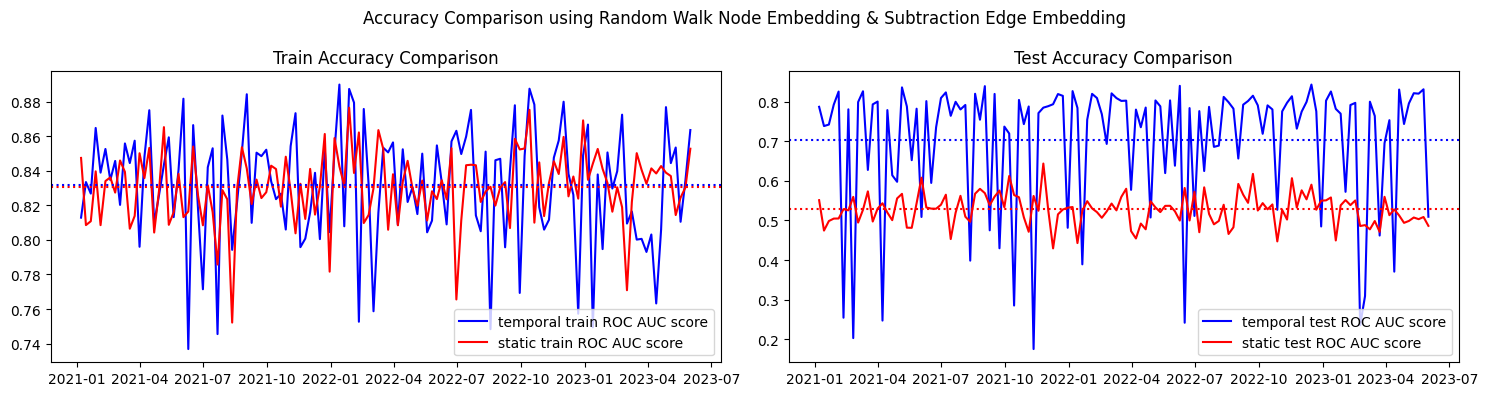 Accuracy Comparison using Random Walk Node Embedding & Subtraction Edge Embedding
Train Accuracy Comparison
0.88
0.86
0.84
0.82
0.80
0.78
0.76
0.74
temporal train ROC AUC score
static train ROC AUC score
2021-01 2021-04 2021-07 2021-10 2022-01 2022-04 2022-07 2022-10 2023-01 2023-04 2023-07
Test Accuracy Comparison
0.8
0.7
0.6
0.5
0.4
0.3
0.2
temporal test ROC AUC score
static test ROC AUC score
2021-01 2021-04 2021-07 2021-10 2022-01 2022-04 2022-07 2022-10 2023-01 2023-04 2023-07